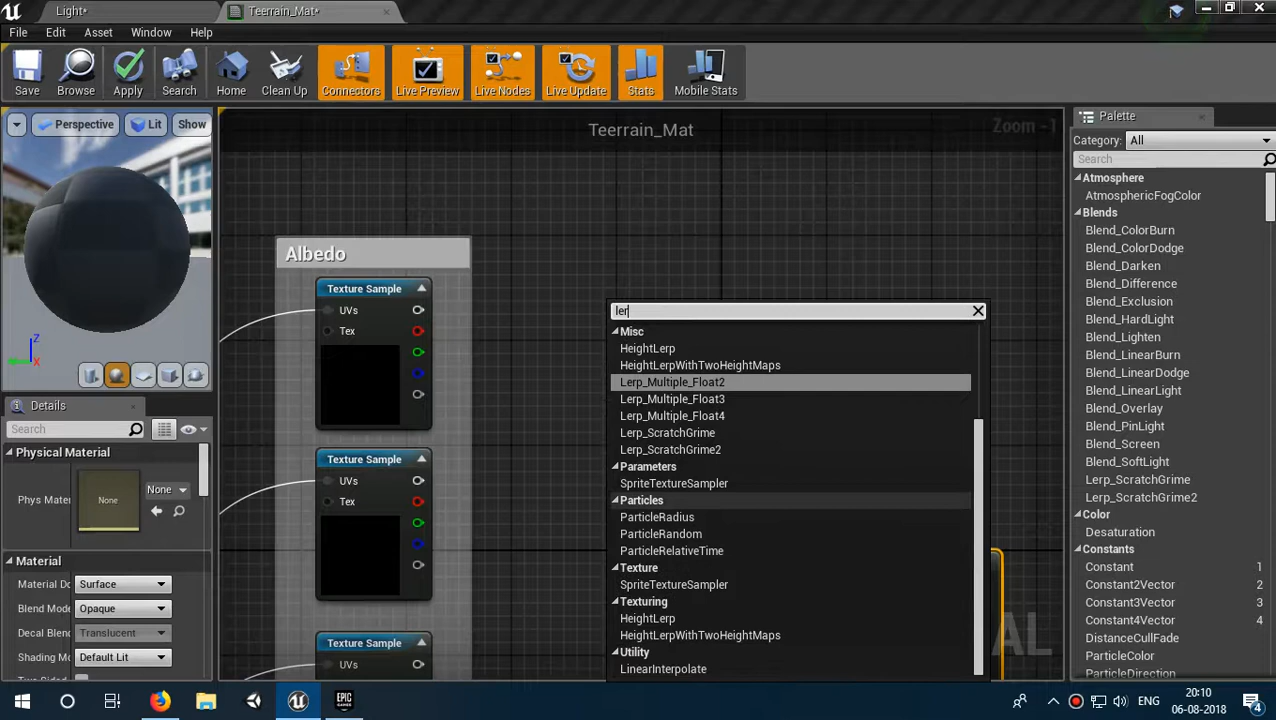 Light*
Teerrain_Mat*
File Edit Asset Window Help
Save Browse Apply Search Home Clean Up Connectors Live Preview Live Nodes Live Update Stats Mobile Stats
Perspective Lit Show
Teerrain_Mat
Zoom -1
Palette
Category: All
Search
Atmosphere
AtmosphericFogColor
Blends
Blend_ColorBurn
Blend_ColorDodge
Blend_Darken
Blend_Difference
Blend_Exclusion
Blend_HardLight
Blend_Lighten
Blend_LinearBurn
Blend_LinearDodge
Blend_LinearLight
Blend_Overlay
Blend_PinLight
Blend_Screen
Blend_SoftLight
Lerp_ScratchGrime
Lerp_ScratchGrime2
Color
Desaturation
Constants
Constant 1
Constant2Vector 2
Constant3Vector 3
Constant4Vector 4
DistanceCullFade
ParticleColor
ParticleDirection
Albedo
Texture Sample
UVs
Tex
Texture Sample
UVs
Tex
Texture Sample
UVs
ler
Misc
HeightLerp
HeightLerpWithTwoHeightMaps
Lerp_Multiple_Float2
Lerp_Multiple_Float3
Lerp_Multiple_Float4
Lerp_ScratchGrime
Lerp_ScratchGrime2
Parameters
SpriteTextureSampler
Particles
ParticleRadius
ParticleRandom
ParticleRelativeTime
Texture
SpriteTextureSampler
Texturing
HeightLerp
HeightLerpWithTwoHeightMaps
Utility
LinearInterpolate
AL
Z
X
Details
Search
Physical Material
Phys Mater
None
None
Material
Material Do Surface
Blend Mode Opaque
Decal Blend Translucent
Shading Mo Default Lit
EPIC
GAMES
ENG
20:10
06-08-2018
4